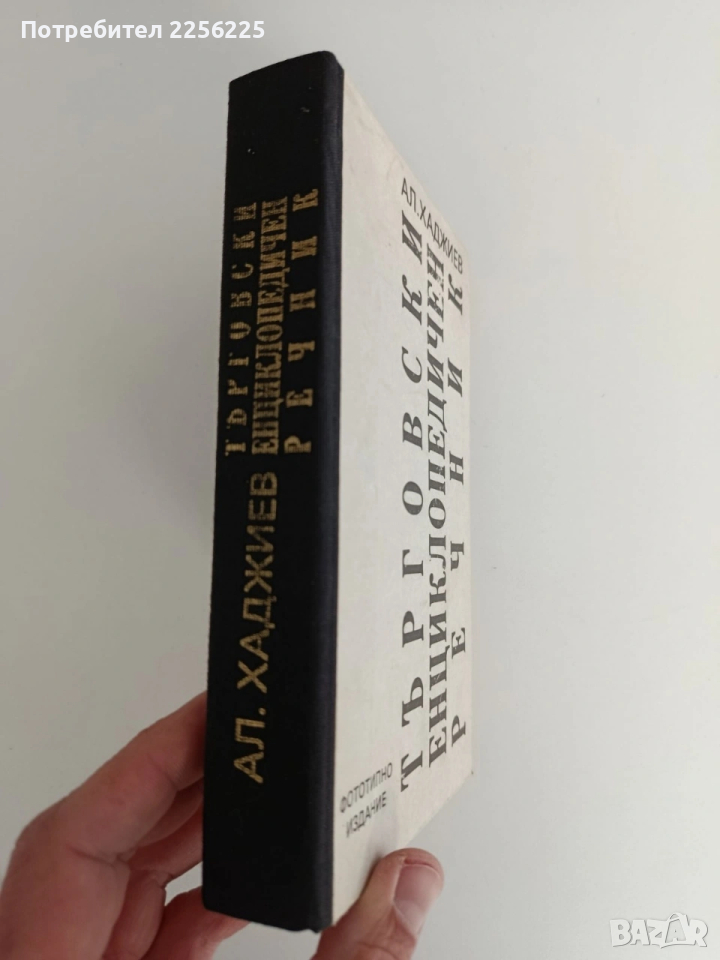 Потребител 2256225
АЛ. ХАДЖИЕВ
ТЪРГОВСКИ
ЕНЦИКЛОПЕДИЧЕН
РЕЧНИК
АЛ. ХАДЖИЕВ
ТЪРГОВСКИ
ЕНЦИКЛОПЕДИЧЕН
РЕЧНИК
ФОТОТИПНО
ИЗДАНИЕ
BAZAR